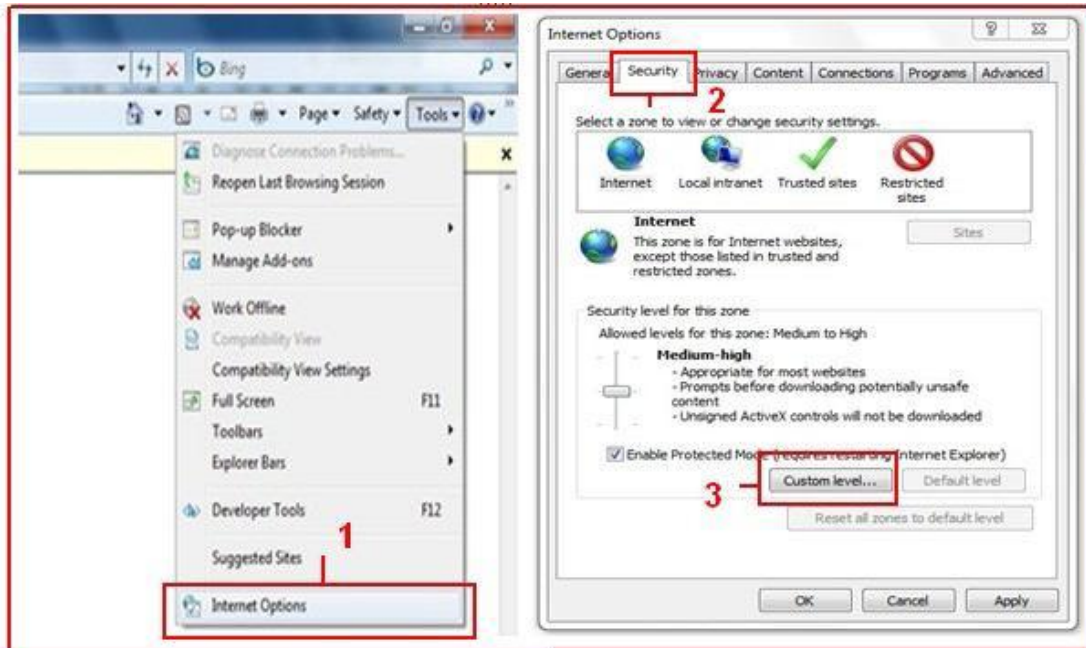 Bing
Page Safety Tools
Diagnose Connection Problems...
Reopen Last Browsing Session
Pop-up Blocker
Manage Add-ons
Work Offline
Compatibility View
Compatibility View Settings
Full Screen F11
Toolbars
Explorer Bars
Developer Tools F12
1
Suggested Sites
Internet Options
Internet Options
General Security Privacy Content Connections Programs Advanced
2
Select a zone to view or change security settings.
Internet Local intranet Trusted sites Restricted
sites
Internet
Sites
This zone is for Internet websites,
except those listed in trusted and
restricted zones.
Security level for this zone
Allowed levels for this zone: Medium to High
Medium-high
- Appropriate for most websites
- Prompts before downloading potentially unsafe
content
- Unsigned ActiveX controls will not be downloaded
Enable Protected Mode (requires restarting Internet Explorer)
3
Custom level... Default level
Reset all zones to default level
OK Cancel Apply